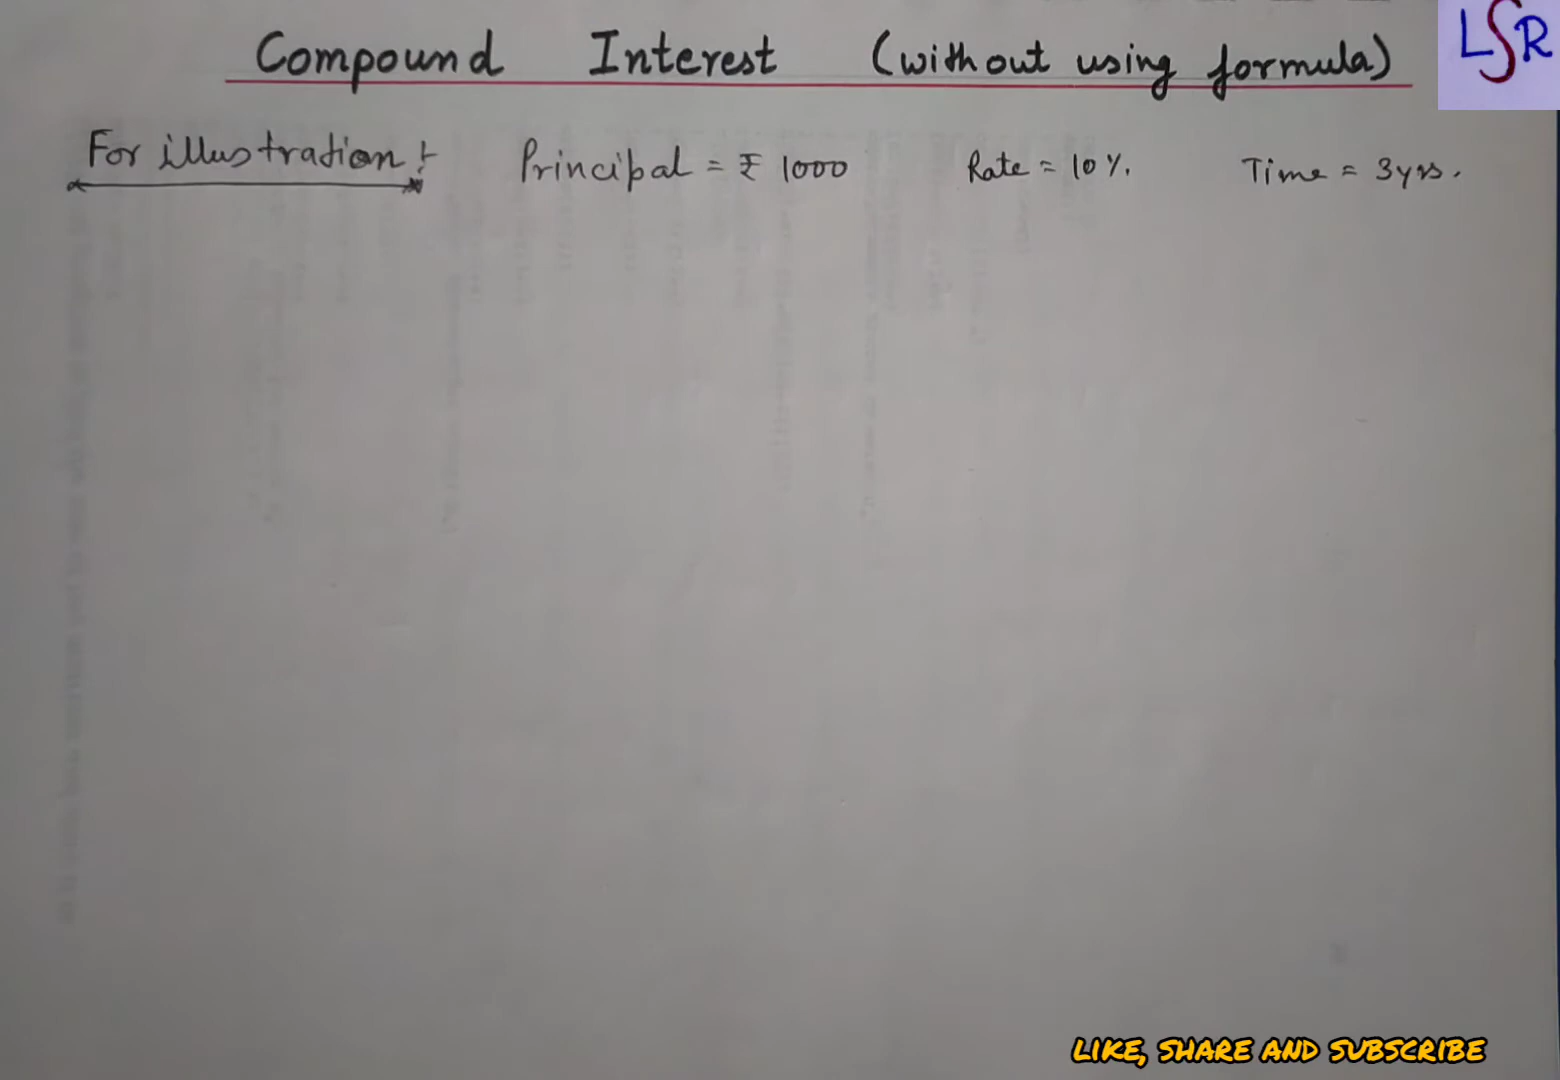 Compound Interest (without using formula)
LSR
For illustration :- Principal = ₹ 1000 Rate = 10%. Time = 3yrs.
LIKE, SHARE AND SUBSCRIBE